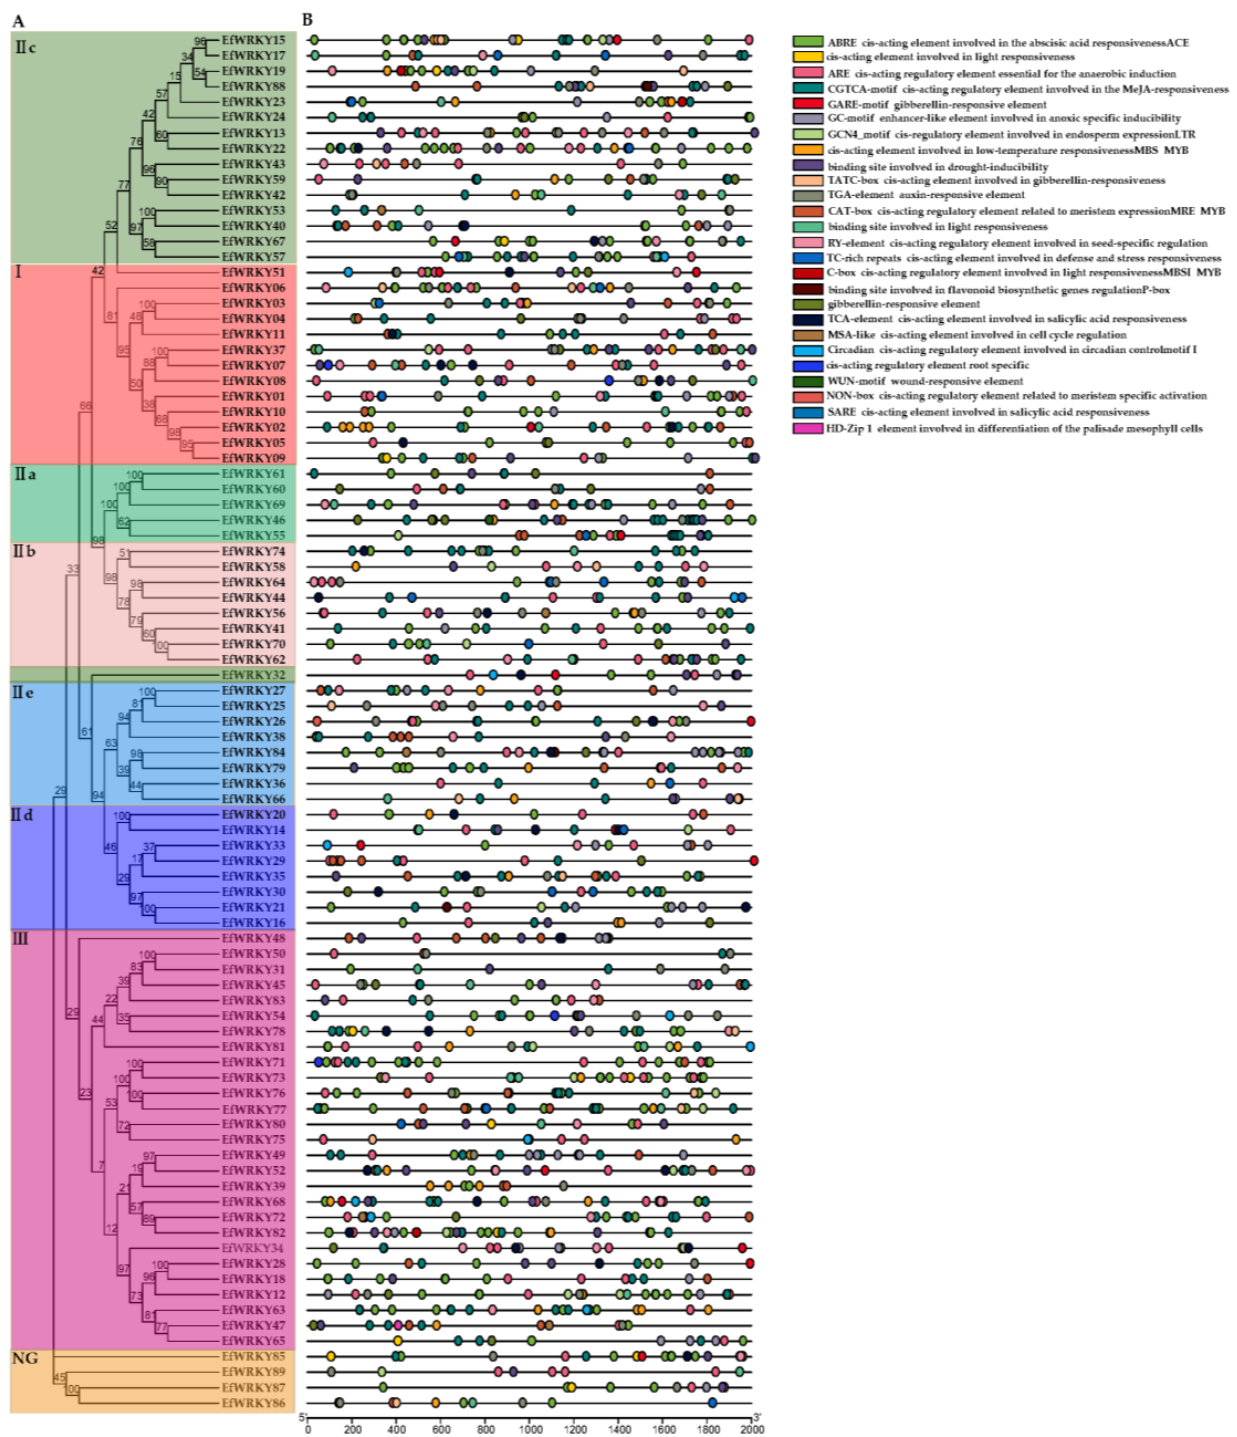 A
B
IIc
EfWRKY15
EfWRKY17
EfWRKY19
EfWRKY88
EfWRKY23
EfWRKY24
EfWRKY13
EfWRKY22
EfWRKY43
EfWRKY59
EfWRKY42
EfWRKY53
EfWRKY40
EfWRKY67
EfWRKY57
I
EfWRKY51
EfWRKY06
EfWRKY03
EfWRKY04
EfWRKY11
EfWRKY37
EfWRKY07
EfWRKY08
EfWRKY01
EfWRKY10
EfWRKY02
EfWRKY05
EfWRKY09
IIa
EfWRKY61
EfWRKY60
EfWRKY69
EfWRKY46
EfWRKY55
IIb
EfWRKY74
EfWRKY58
EfWRKY64
EfWRKY44
EfWRKY56
EfWRKY41
EfWRKY70
EfWRKY62
EfWRKY32
IIe
EfWRKY27
EfWRKY25
EfWRKY26
EfWRKY38
EfWRKY84
EfWRKY79
EfWRKY36
EfWRKY66
IId
EfWRKY20
EfWRKY14
EfWRKY33
EfWRKY29
EfWRKY35
EfWRKY30
EfWRKY21
EfWRKY16
III
EfWRKY48
EfWRKY50
EfWRKY31
EfWRKY45
EfWRKY83
EfWRKY54
EfWRKY78
EfWRKY81
EfWRKY71
EfWRKY73
EfWRKY76
EfWRKY77
EfWRKY80
EfWRKY75
EfWRKY49
EfWRKY52
EfWRKY39
EfWRKY68
EfWRKY72
EfWRKY82
EfWRKY34
EfWRKY28
EfWRKY18
EfWRKY12
EfWRKY63
EfWRKY47
EfWRKY65
NG
EfWRKY85
EfWRKY89
EfWRKY87
EfWRKY86
5' 3'
0 200 400 600 800 1000 1200 1400 1600 1800 2000
ABRE cis-acting element involved in the abscisic acid responsivenessACE
cis-acting element involved in light responsiveness
ARE cis-acting regulatory element essential for the anaerobic induction
CGTCA-motif cis-acting regulatory element involved in the MeJA-responsiveness
GARE-motif gibberellin-responsive element
GC-motif enhancer-like element involved in anoxic specific inducibility
GCN4_motif cis-regulatory element involved in endosperm expressionLTR
cis-acting element involved in low-temperature responsivenessMBS MYB
binding site involved in drought-inducibility
TATC-box cis-acting element involved in gibberellin-responsiveness
TGA-element auxin-responsive element
CAT-box cis-acting regulatory element related to meristem expressionMRE MYB
binding site involved in light responsiveness
RY-element cis-acting regulatory element involved in seed-specific regulation
TC-rich repeats cis-acting element involved in defense and stress responsiveness
C-box cis-acting regulatory element involved in light responsivenessMBSI MYB
binding site involved in flavonoid biosynthetic genes regulationP-box
gibberellin-responsive element
TCA-element cis-acting element involved in salicylic acid responsiveness
MSA-like cis-acting element involved in cell cycle regulation
Circadian cis-acting regulatory element involved in circadian controlmotif I
cis-acting regulatory element root specific
WUN-motif wound-responsive element
NON-box cis-acting regulatory element related to meristem specific activation
SARE cis-acting element involved in salicylic acid responsiveness
HD-Zip 1 element involved in differentiation of the palisade mesophyll cells